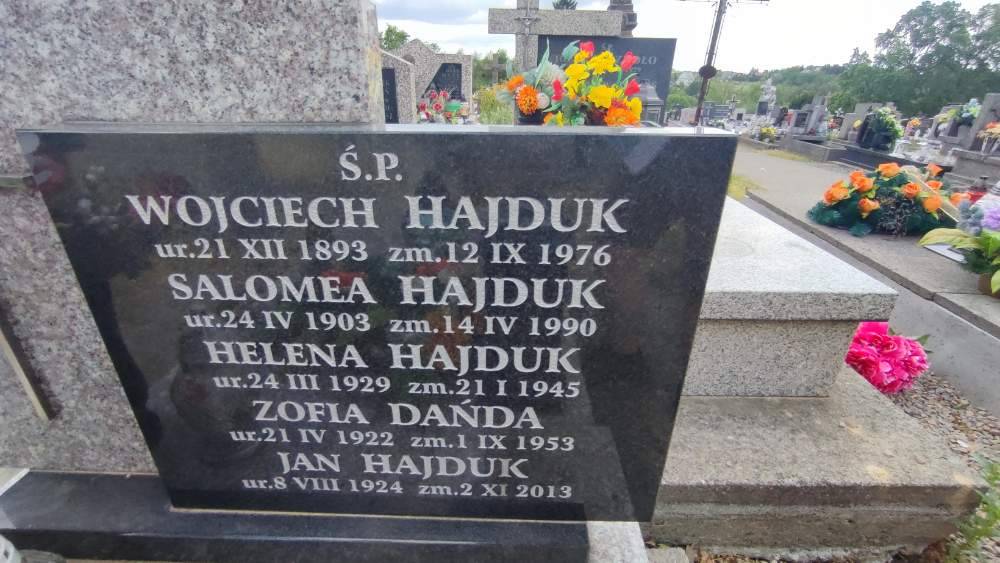 Ś.P.
WOJCIECH HAJDUK
ur.21 XII 1893 zm.12 IX 1976
SALOMEA HAJDUK
ur.24 IV 1903 zm.14 IV 1990
HELENA HAJDUK
ur.24 III 1929 zm.21 I 1945
ZOFIA DAŃDA
ur.21 IV 1922 zm.1 IX 1953
JAN HAJDUK
ur.8 VIII 1924 zm.2 XI 2013